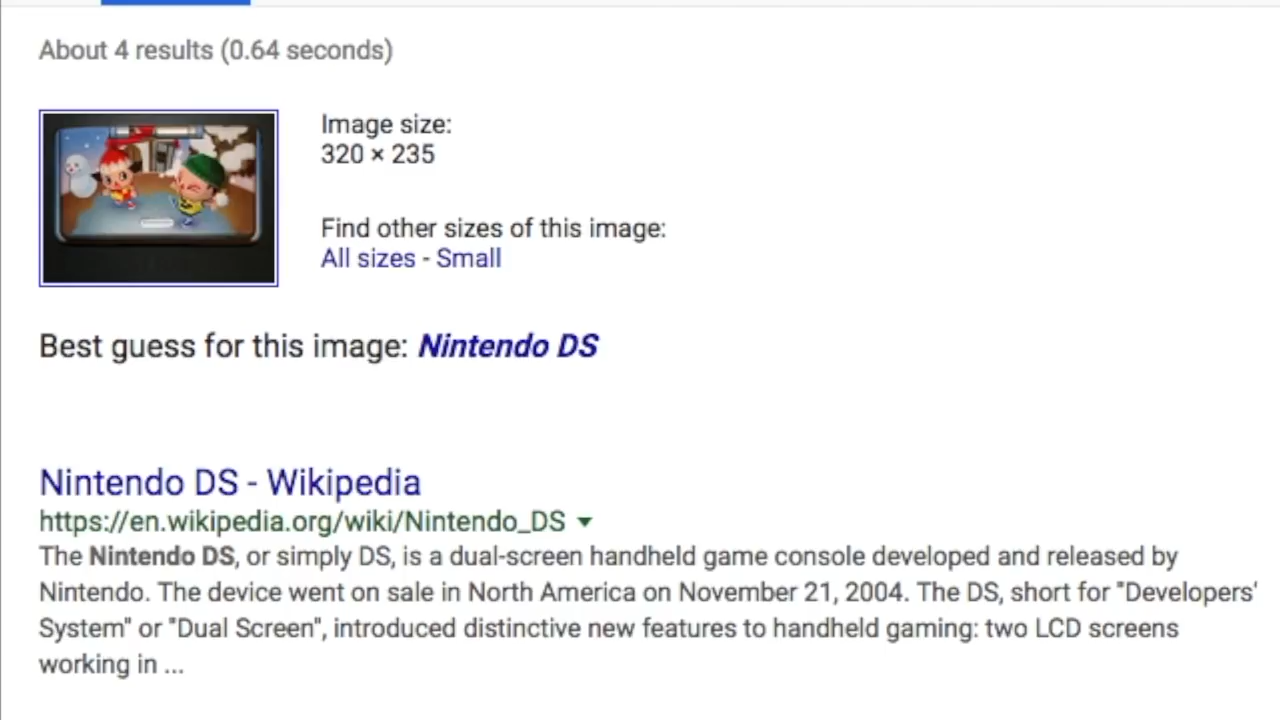 About 4 results (0.64 seconds)
Image size:
320 × 235
Find other sizes of this image:
All sizes - Small
Best guess for this image: Nintendo DS
Nintendo DS - Wikipedia
https://en.wikipedia.org/wiki/Nintendo_DS
The Nintendo DS, or simply DS, is a dual-screen handheld game console developed and released by
Nintendo. The device went on sale in North America on November 21, 2004. The DS, short for "Developers'
System" or "Dual Screen", introduced distinctive new features to handheld gaming: two LCD screens
working in ...